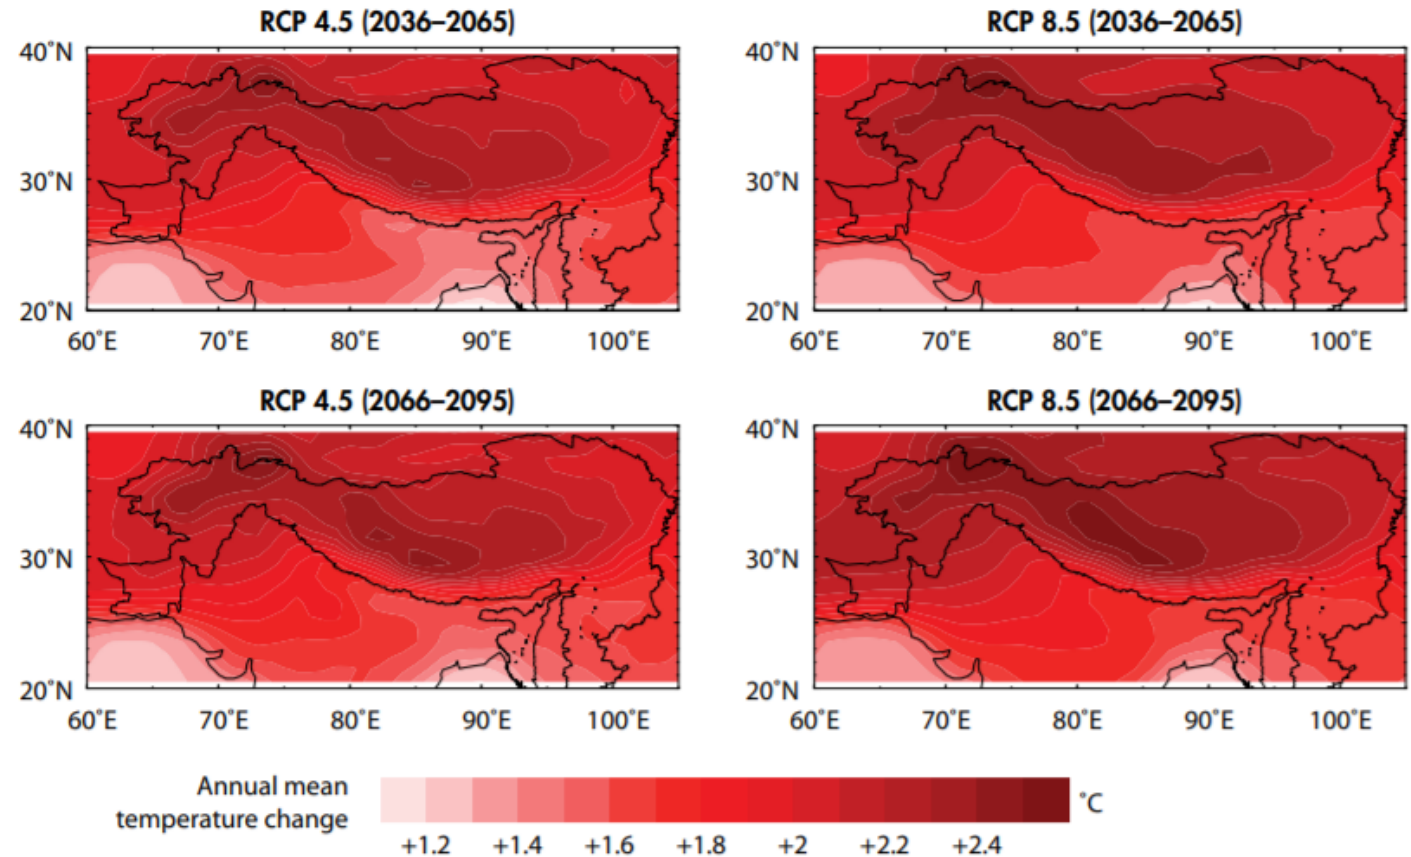 RCP 4.5 (2036–2065)
RCP 8.5 (2036–2065)
40˚N
30˚N
20˚N
60˚E 70˚E 80˚E 90˚E 100˚E
40˚N
30˚N
20˚N
60˚E 70˚E 80˚E 90˚E 100˚E
RCP 4.5 (2066–2095)
RCP 8.5 (2066–2095)
40˚N
30˚N
20˚N
60˚E 70˚E 80˚E 90˚E 100˚E
40˚N
30˚N
20˚N
60˚E 70˚E 80˚E 90˚E 100˚E
Annual mean
temperature change
˚C
+1.2 +1.4 +1.6 +1.8 +2 +2.2 +2.4